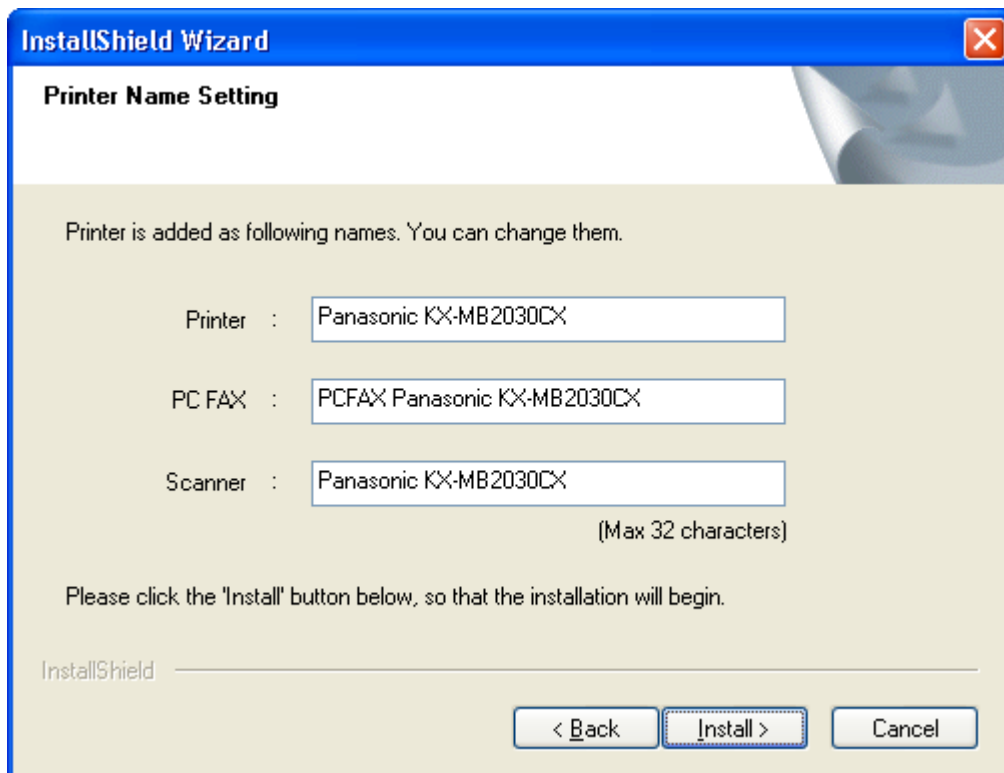 InstallShield Wizard
Printer Name Setting
Printer is added as following names. You can change them.
Printer : Panasonic KX-MB2030CX
PC FAX : PCFAX Panasonic KX-MB2030CX
Scanner : Panasonic KX-MB2030CX
(Max 32 characters)
Please click the 'Install' button below, so that the installation will begin.
InstallShield
< Back Install > Cancel